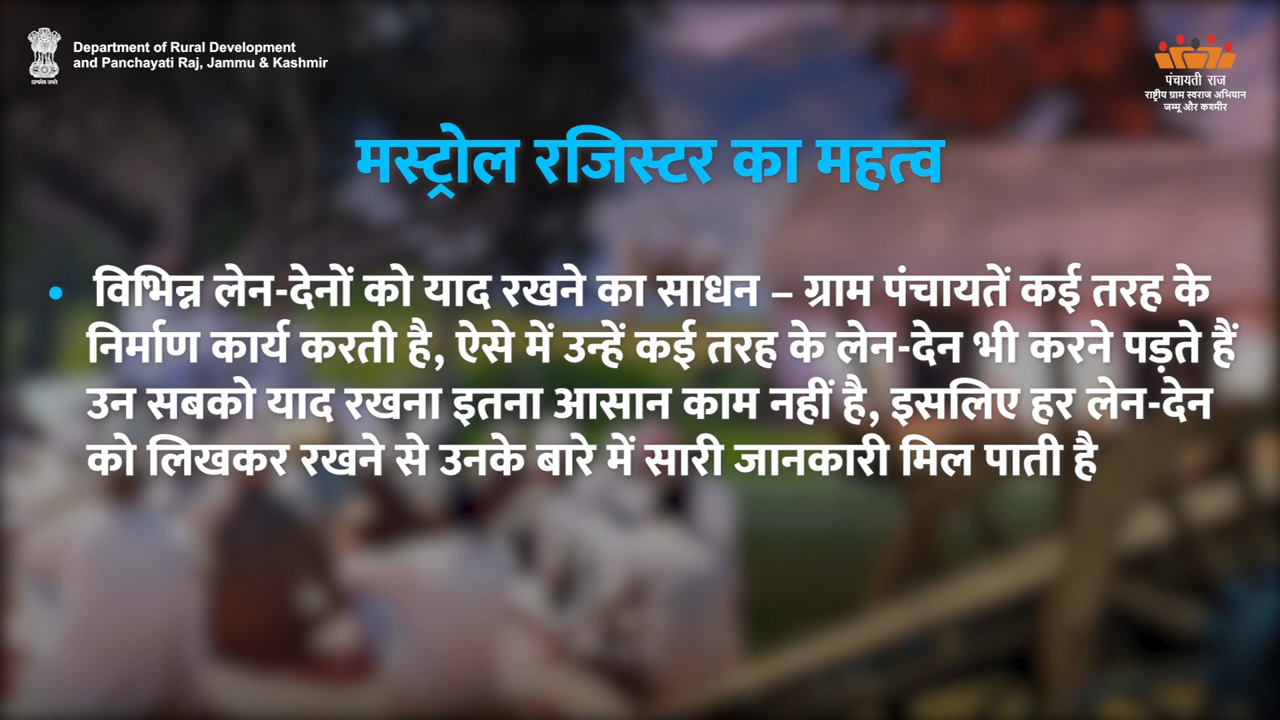 Department of Rural Development
and Panchayati Raj, Jammu & Kashmir
पंचायती राज
राष्ट्रीय ग्राम स्वराज अभियान
जम्मू और कश्मीर
मस्ट्रोल रजिस्टर का महत्व
• विभिन्न लेन-देनों को याद रखने का साधन – ग्राम पंचायतें कई तरह के
निर्माण कार्य करती है, ऐसे में उन्हें कई तरह के लेन-देन भी करने पड़ते हैं
उन सबको याद रखना इतना आसान काम नहीं है, इसलिए हर लेन-देन
को लिखकर रखने से उनके बारे में सारी जानकारी मिल पाती है